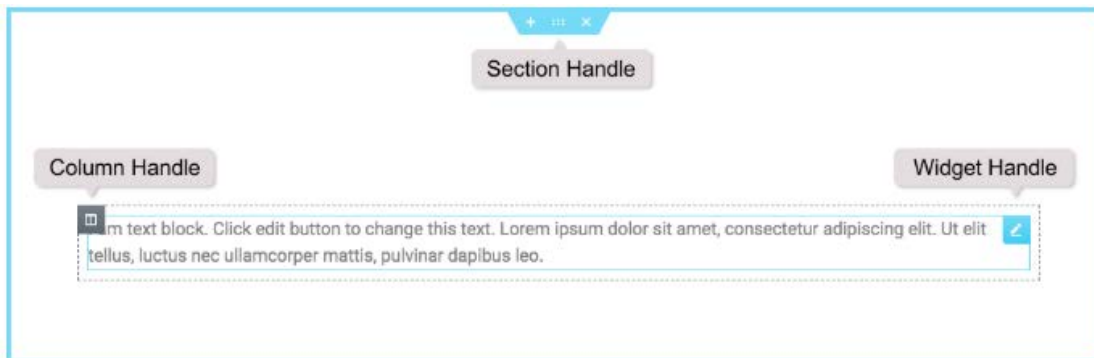 Section Handle
Column Handle
Widget Handle
m text block. Click edit button to change this text. Lorem ipsum dolor sit amet, consectetur adipiscing elit. Ut elit
tellus, luctus nec ullamcorper mattis, pulvinar dapibus leo.